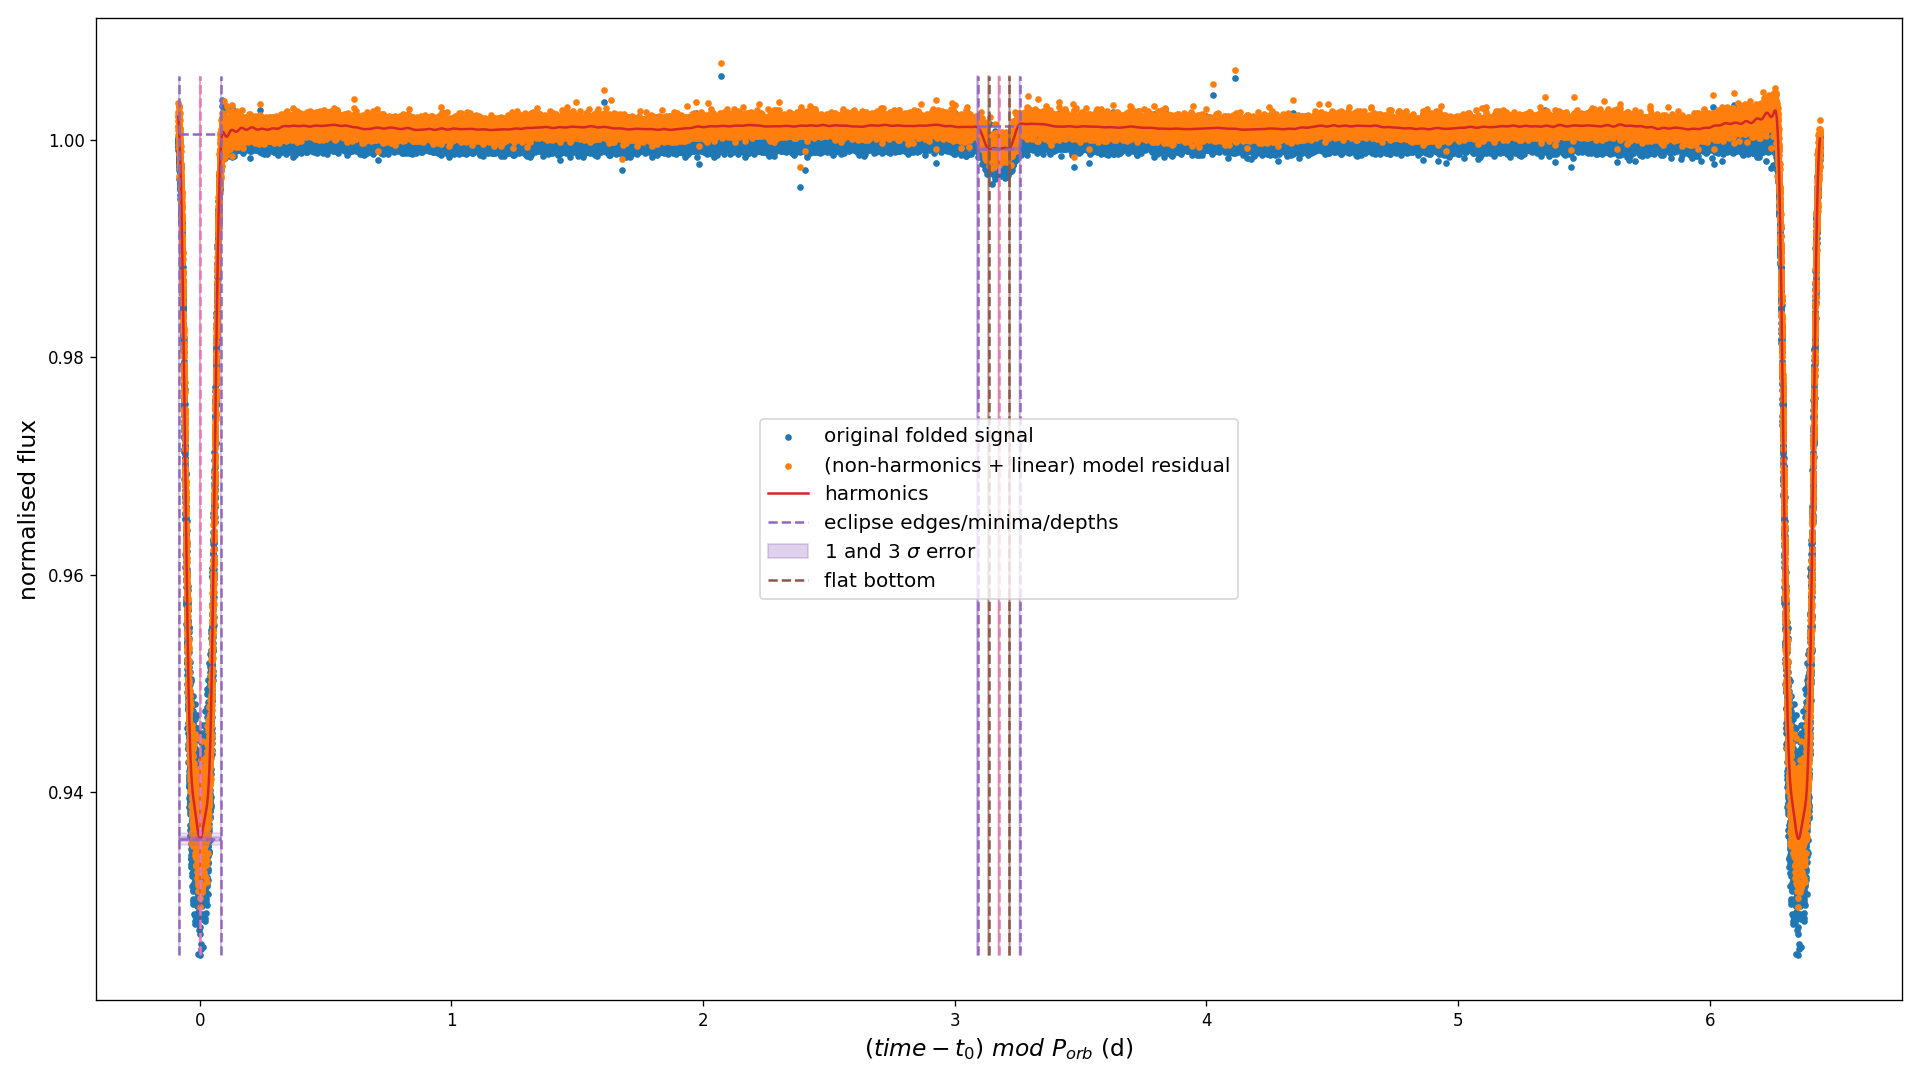 normalised flux
1.00
0.98
0.96
0.94
original folded signal
(non-harmonics + linear) model residual
harmonics
eclipse edges/minima/depths
1 and 3 σ error
flat bottom
0 1 2 3 4 5 6
(time − t₀) mod P_orb (d)